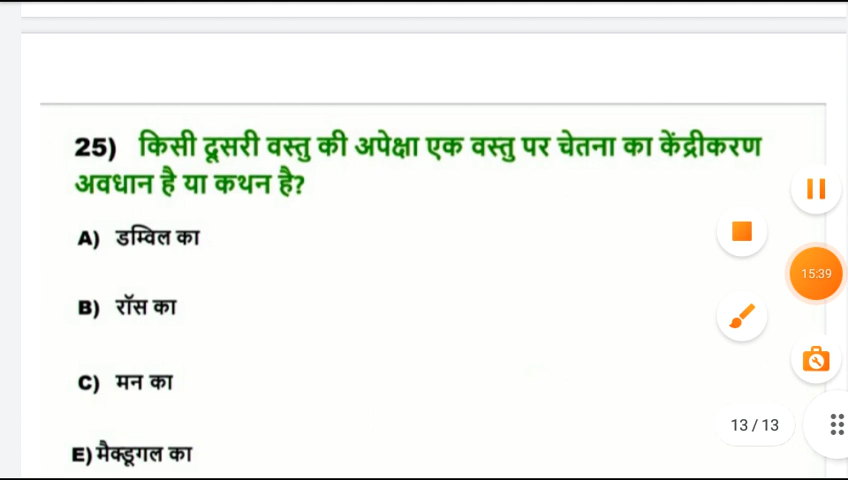 25) किसी दूसरी वस्तु की अपेक्षा एक वस्तु पर चेतना का केंद्रीकरण
अवधान है या कथन है?
A) डम्विल का
B) रॉस का
C) मन का
E) मैक्डूगल का
15:39
13 / 13